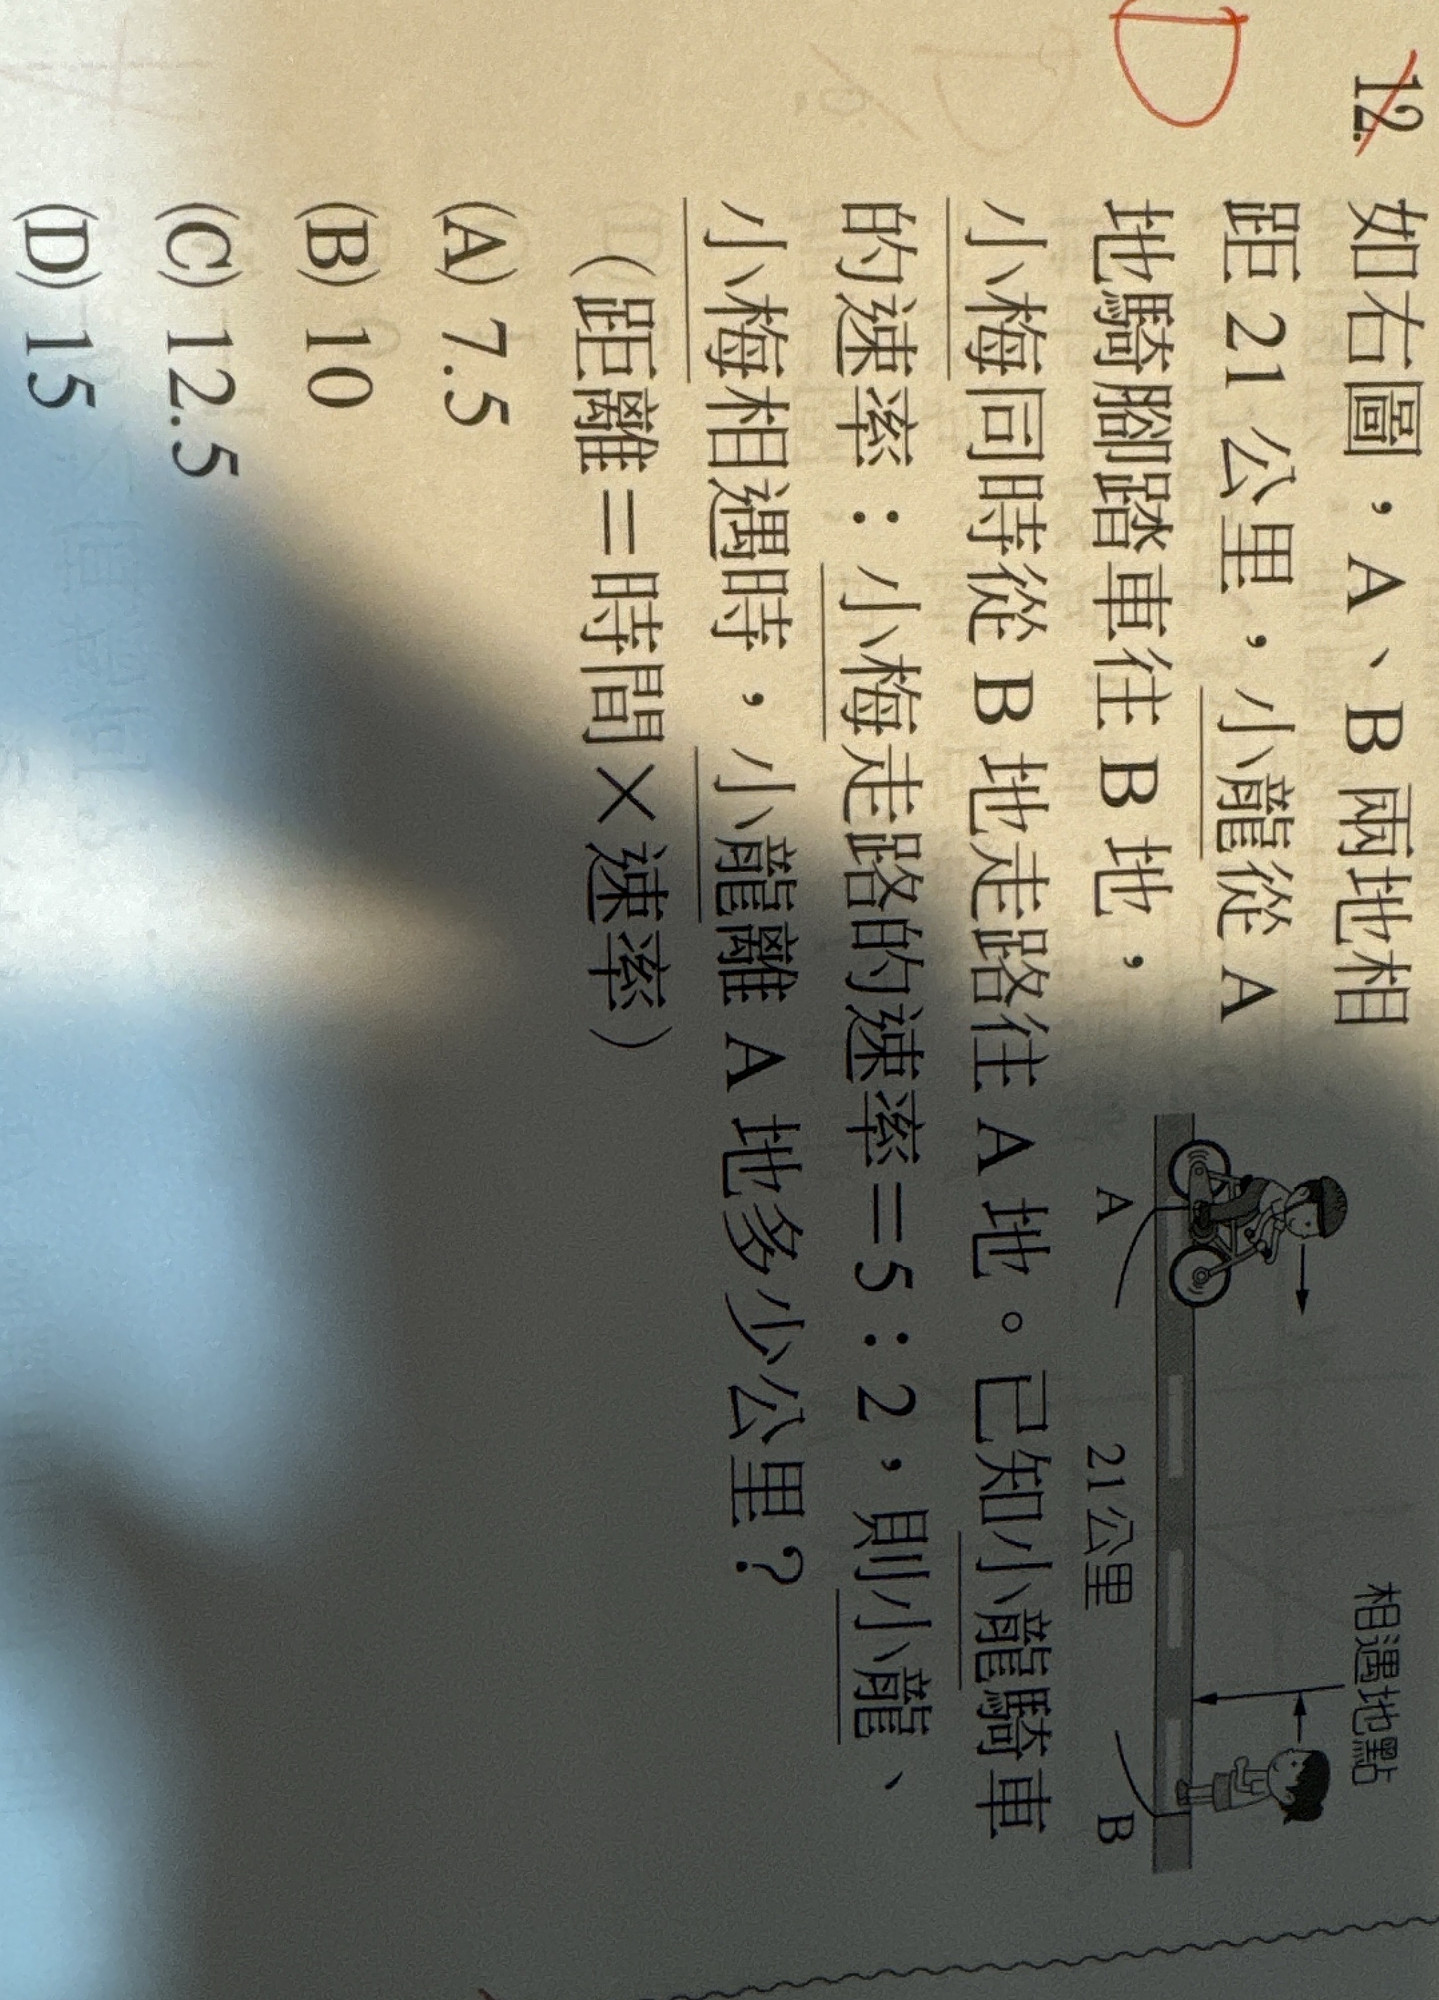 12.
D
如右圖，A、B 兩地相
距 21 公里，小龍從 A
地騎腳踏車往 B 地，
小梅同時從 B 地走路往 A 地。已知小龍騎車
的速率：小梅走路的速率＝5：2，則小龍、
小梅相遇時，小龍離 A 地多少公里？
（距離＝時間×速率）
(A) 7.5
(B) 10
(C) 12.5
(D) 15
相遇地點
A
21公里
B